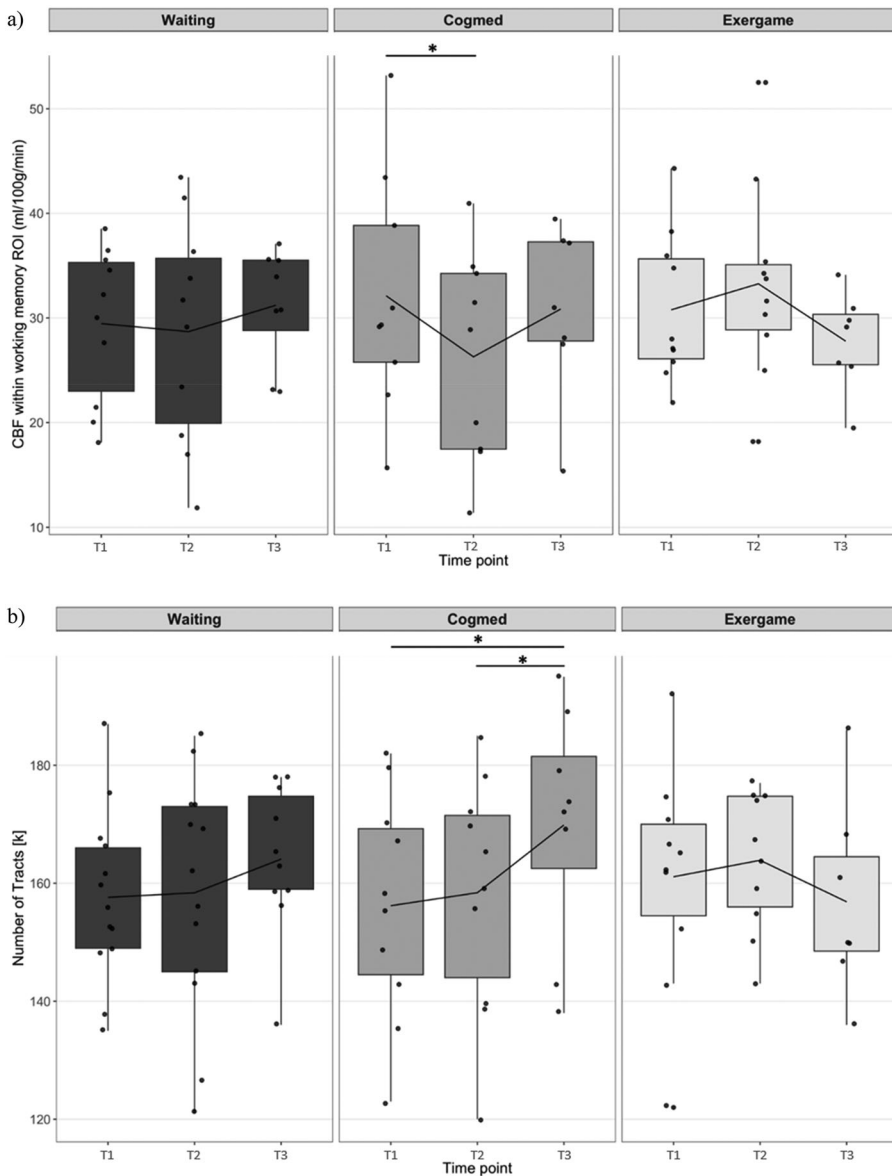 a)
Waiting Cogmed Exergame
*
CBF within working memory ROI (ml/100g/min)
50
40
30
20
10
T1 T2 T3 T1 T2 T3 T1 T2 T3
Time point
b)
Waiting Cogmed Exergame
*
*
Number of Tracts [k]
180
160
140
120
T1 T2 T3 T1 T2 T3 T1 T2 T3
Time point